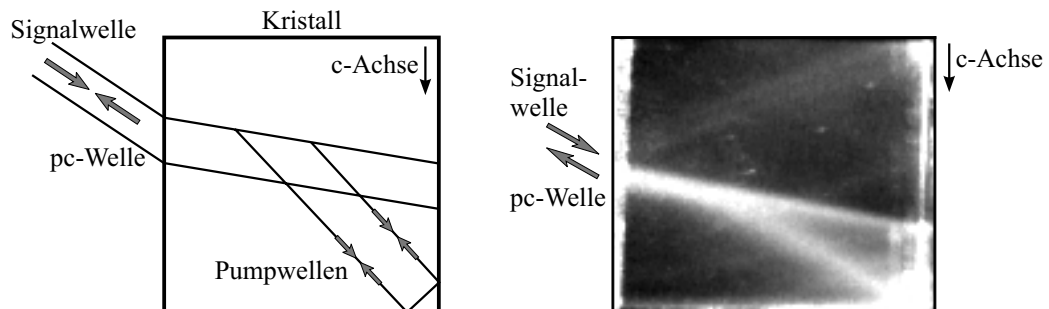 Kristall
Signalwelle
c-Achse
pc-Welle
Pumpwellen
c-Achse
Signal-
welle
pc-Welle